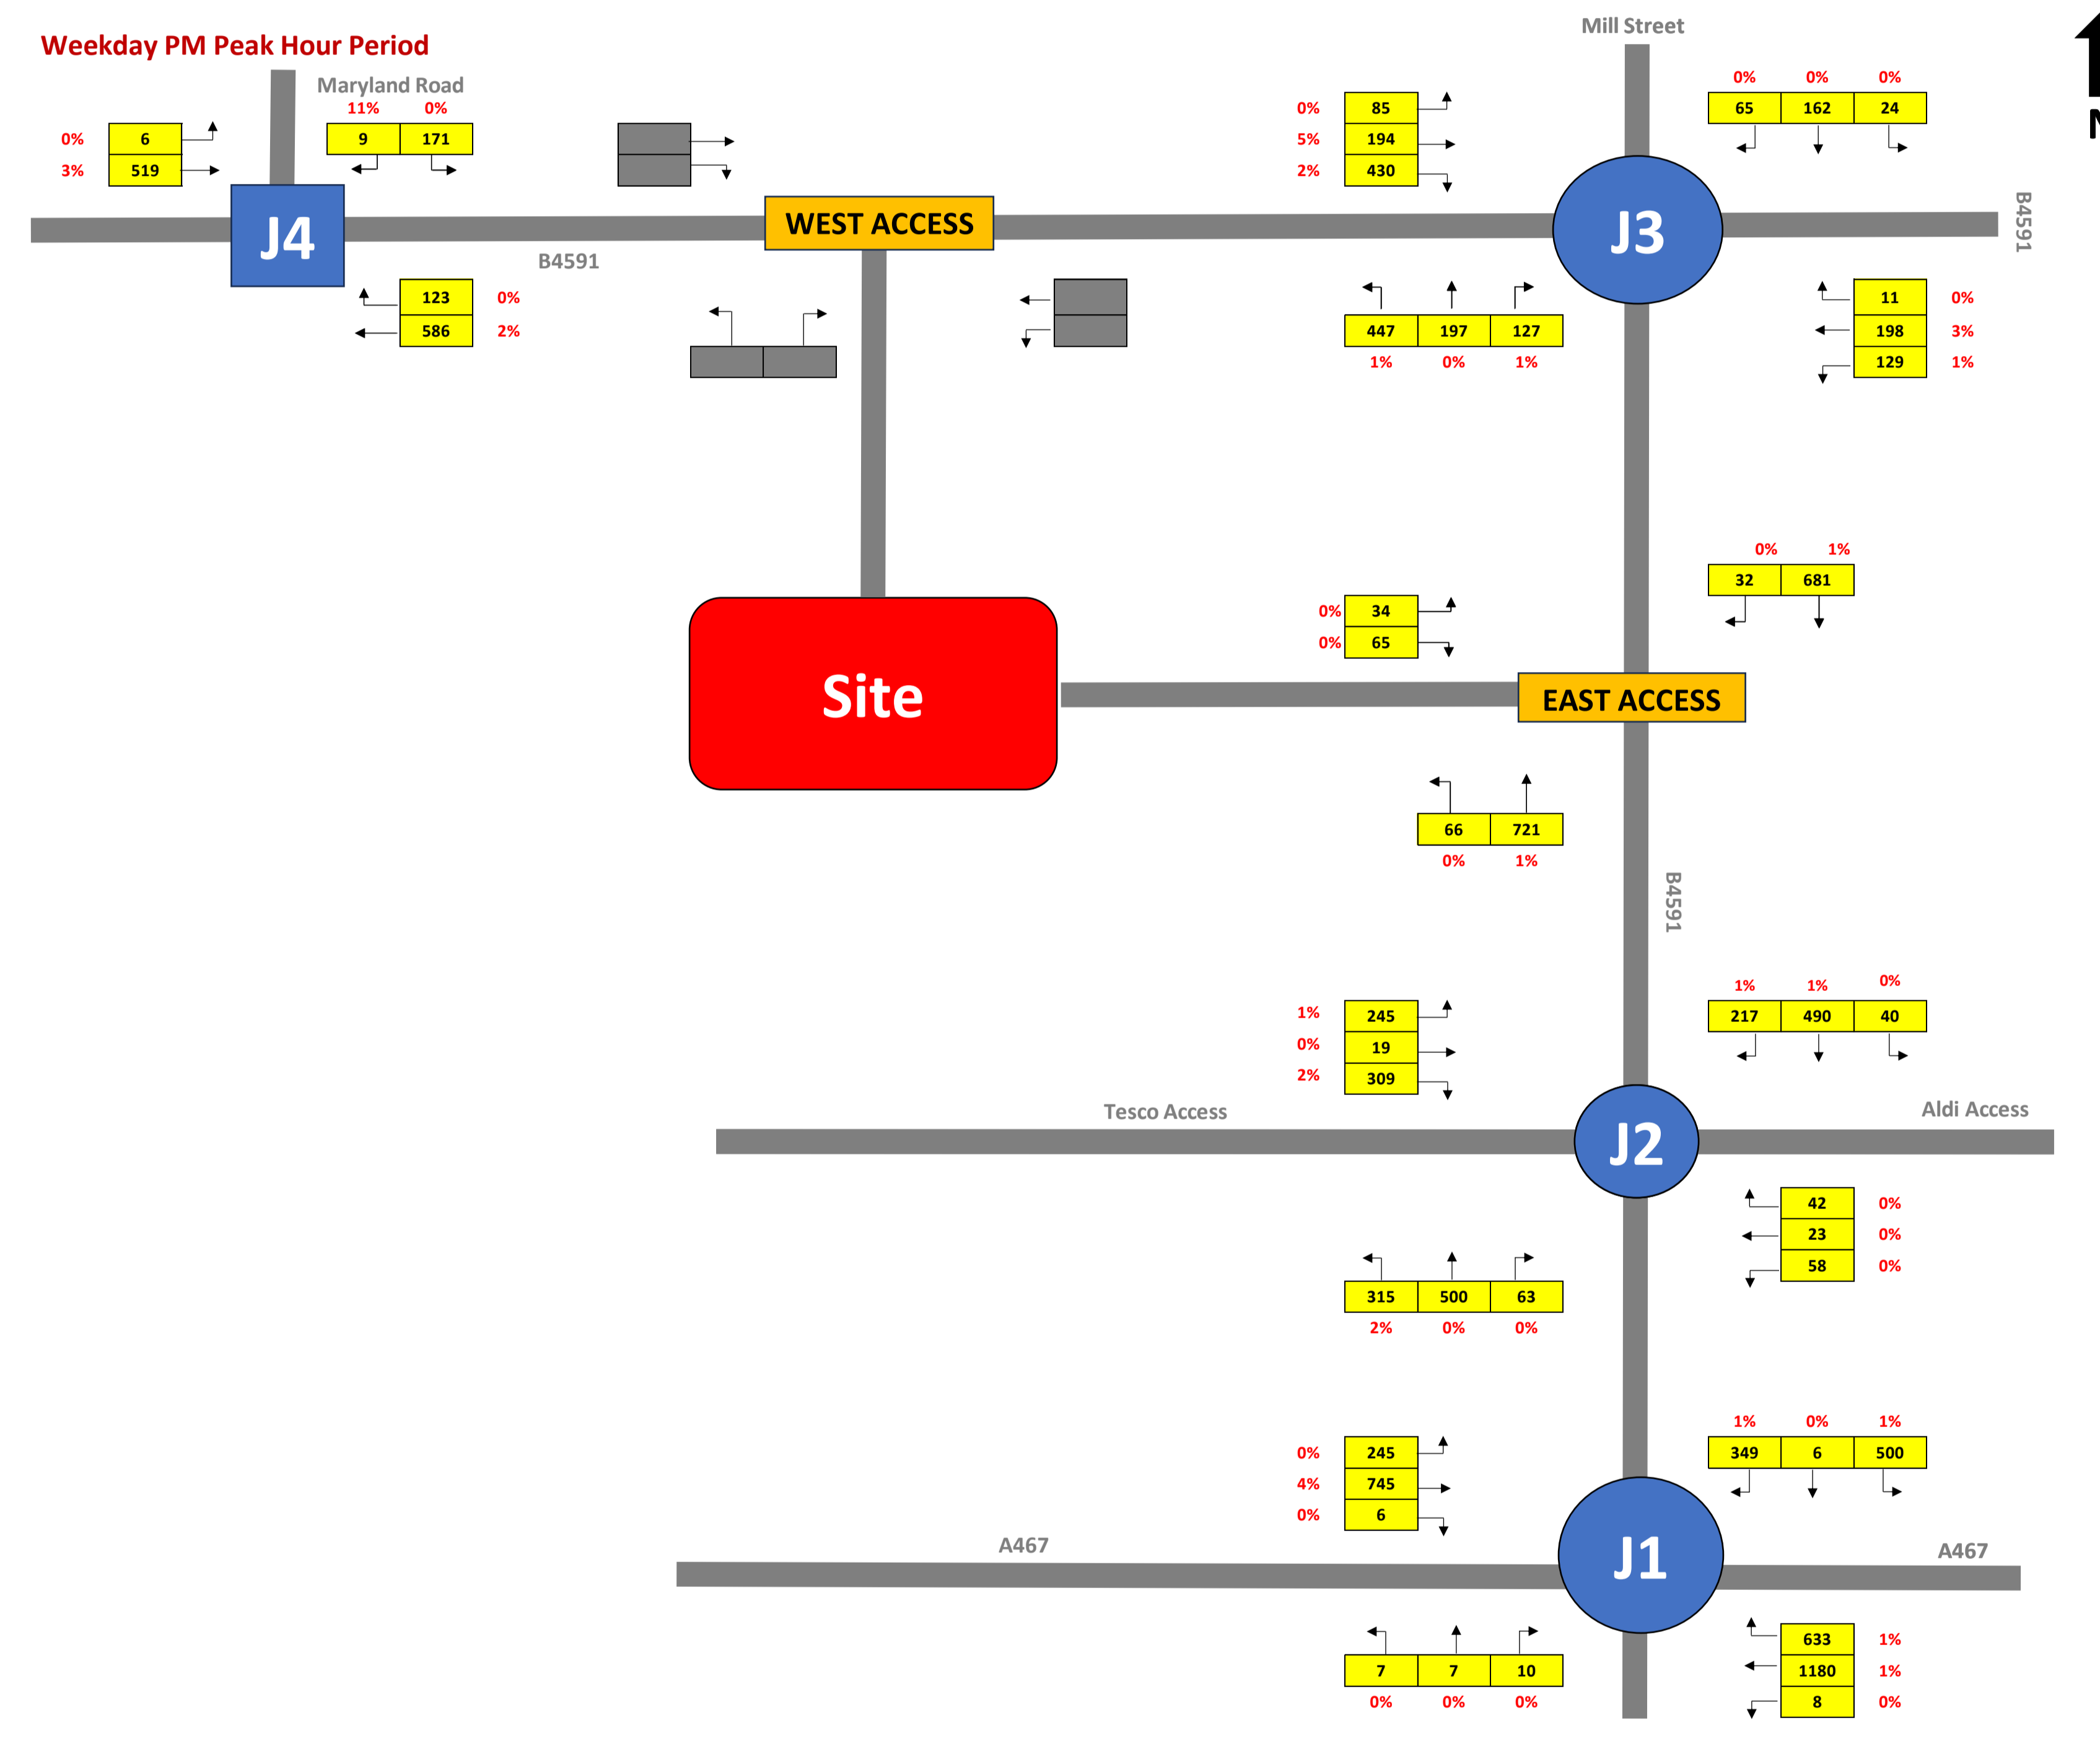 Mill Street
Weekday PM Peak Hour Period
Maryland Road
11% 0%
0% 6
9 171
3% 519
0% 85
5% 194
2% 430
0% 0% 0%
65 162 24
J4
B4591
WEST ACCESS
J3
B4591
123 0%
586 2%
447 197 127
1% 0% 1%
11 0%
198 3%
129 1%
0% 1%
32 681
0% 34
0% 65
Site
EAST ACCESS
66 721
0% 1%
B4591
1% 1% 0%
217 490 40
1% 245
0% 19
2% 309
Tesco Access
Aldi Access
J2
42 0%
23 0%
58 0%
315 500 63
2% 0% 0%
1% 0% 1%
349 6 500
0% 245
4% 745
0% 6
A467
J1
A467
7 7 10
0% 0% 0%
633 1%
1180 1%
8 0%